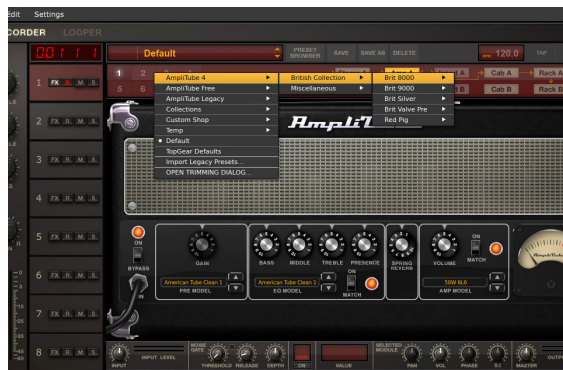 Edit Settings
CORDER LOOPER
001 1 1
Default
PRESET BROWSER
SAVE
SAVE AS
DELETE
120.0
TAP
1 FX R M S
1 2
5 6
AmpliTube 4
AmpliTube Free
AmpliTube Legacy
Collections
Custom Shop
Temp
Default
TopGear Defaults
Import Legacy Presets...
OPEN TRIMMING DIALOG...
British Collection
Miscellaneous
Brit 8000
Brit 9000
Brit Silver
Brit Valve Pre
Red Pig
Cab A
Rack A
Cab B
Rack B
2 FX R M S
3 FX R M S
4 FX R M S
5 FX R M S
6 FX R M S
7 FX R M S
8 FX R M S
ON
BYPASS
IN
GAIN
American Tube Clean 1
PRE MODEL
BASS
MIDDLE
TREBLE
PRESENCE
American Tube Clean 1
EQ MODEL
ON
MATCH
SPRING REVERB
VOLUME
ON
MATCH
50W 6L6
AMP MODEL
INPUT
INPUT LEVEL
NOISE GATE
THRESHOLD
RELEASE
DEPTH
ON
VALUE
SELECTED MODULE
PAN
VOL
PHASE
D.I
MASTER
OUTP